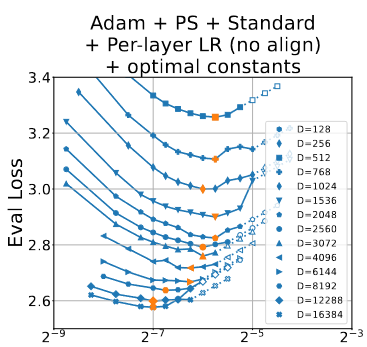 Adam + PS + Standard
+ Per-layer LR (no align)
+ optimal constants
3.4
3.2
3.0
2.8
2.6
Eval Loss
2⁻⁹
2⁻⁷
2⁻⁵
2⁻³
D=128
D=256
D=512
D=768
D=1024
D=1536
D=2048
D=2560
D=3072
D=4096
D=6144
D=8192
D=12288
D=16384